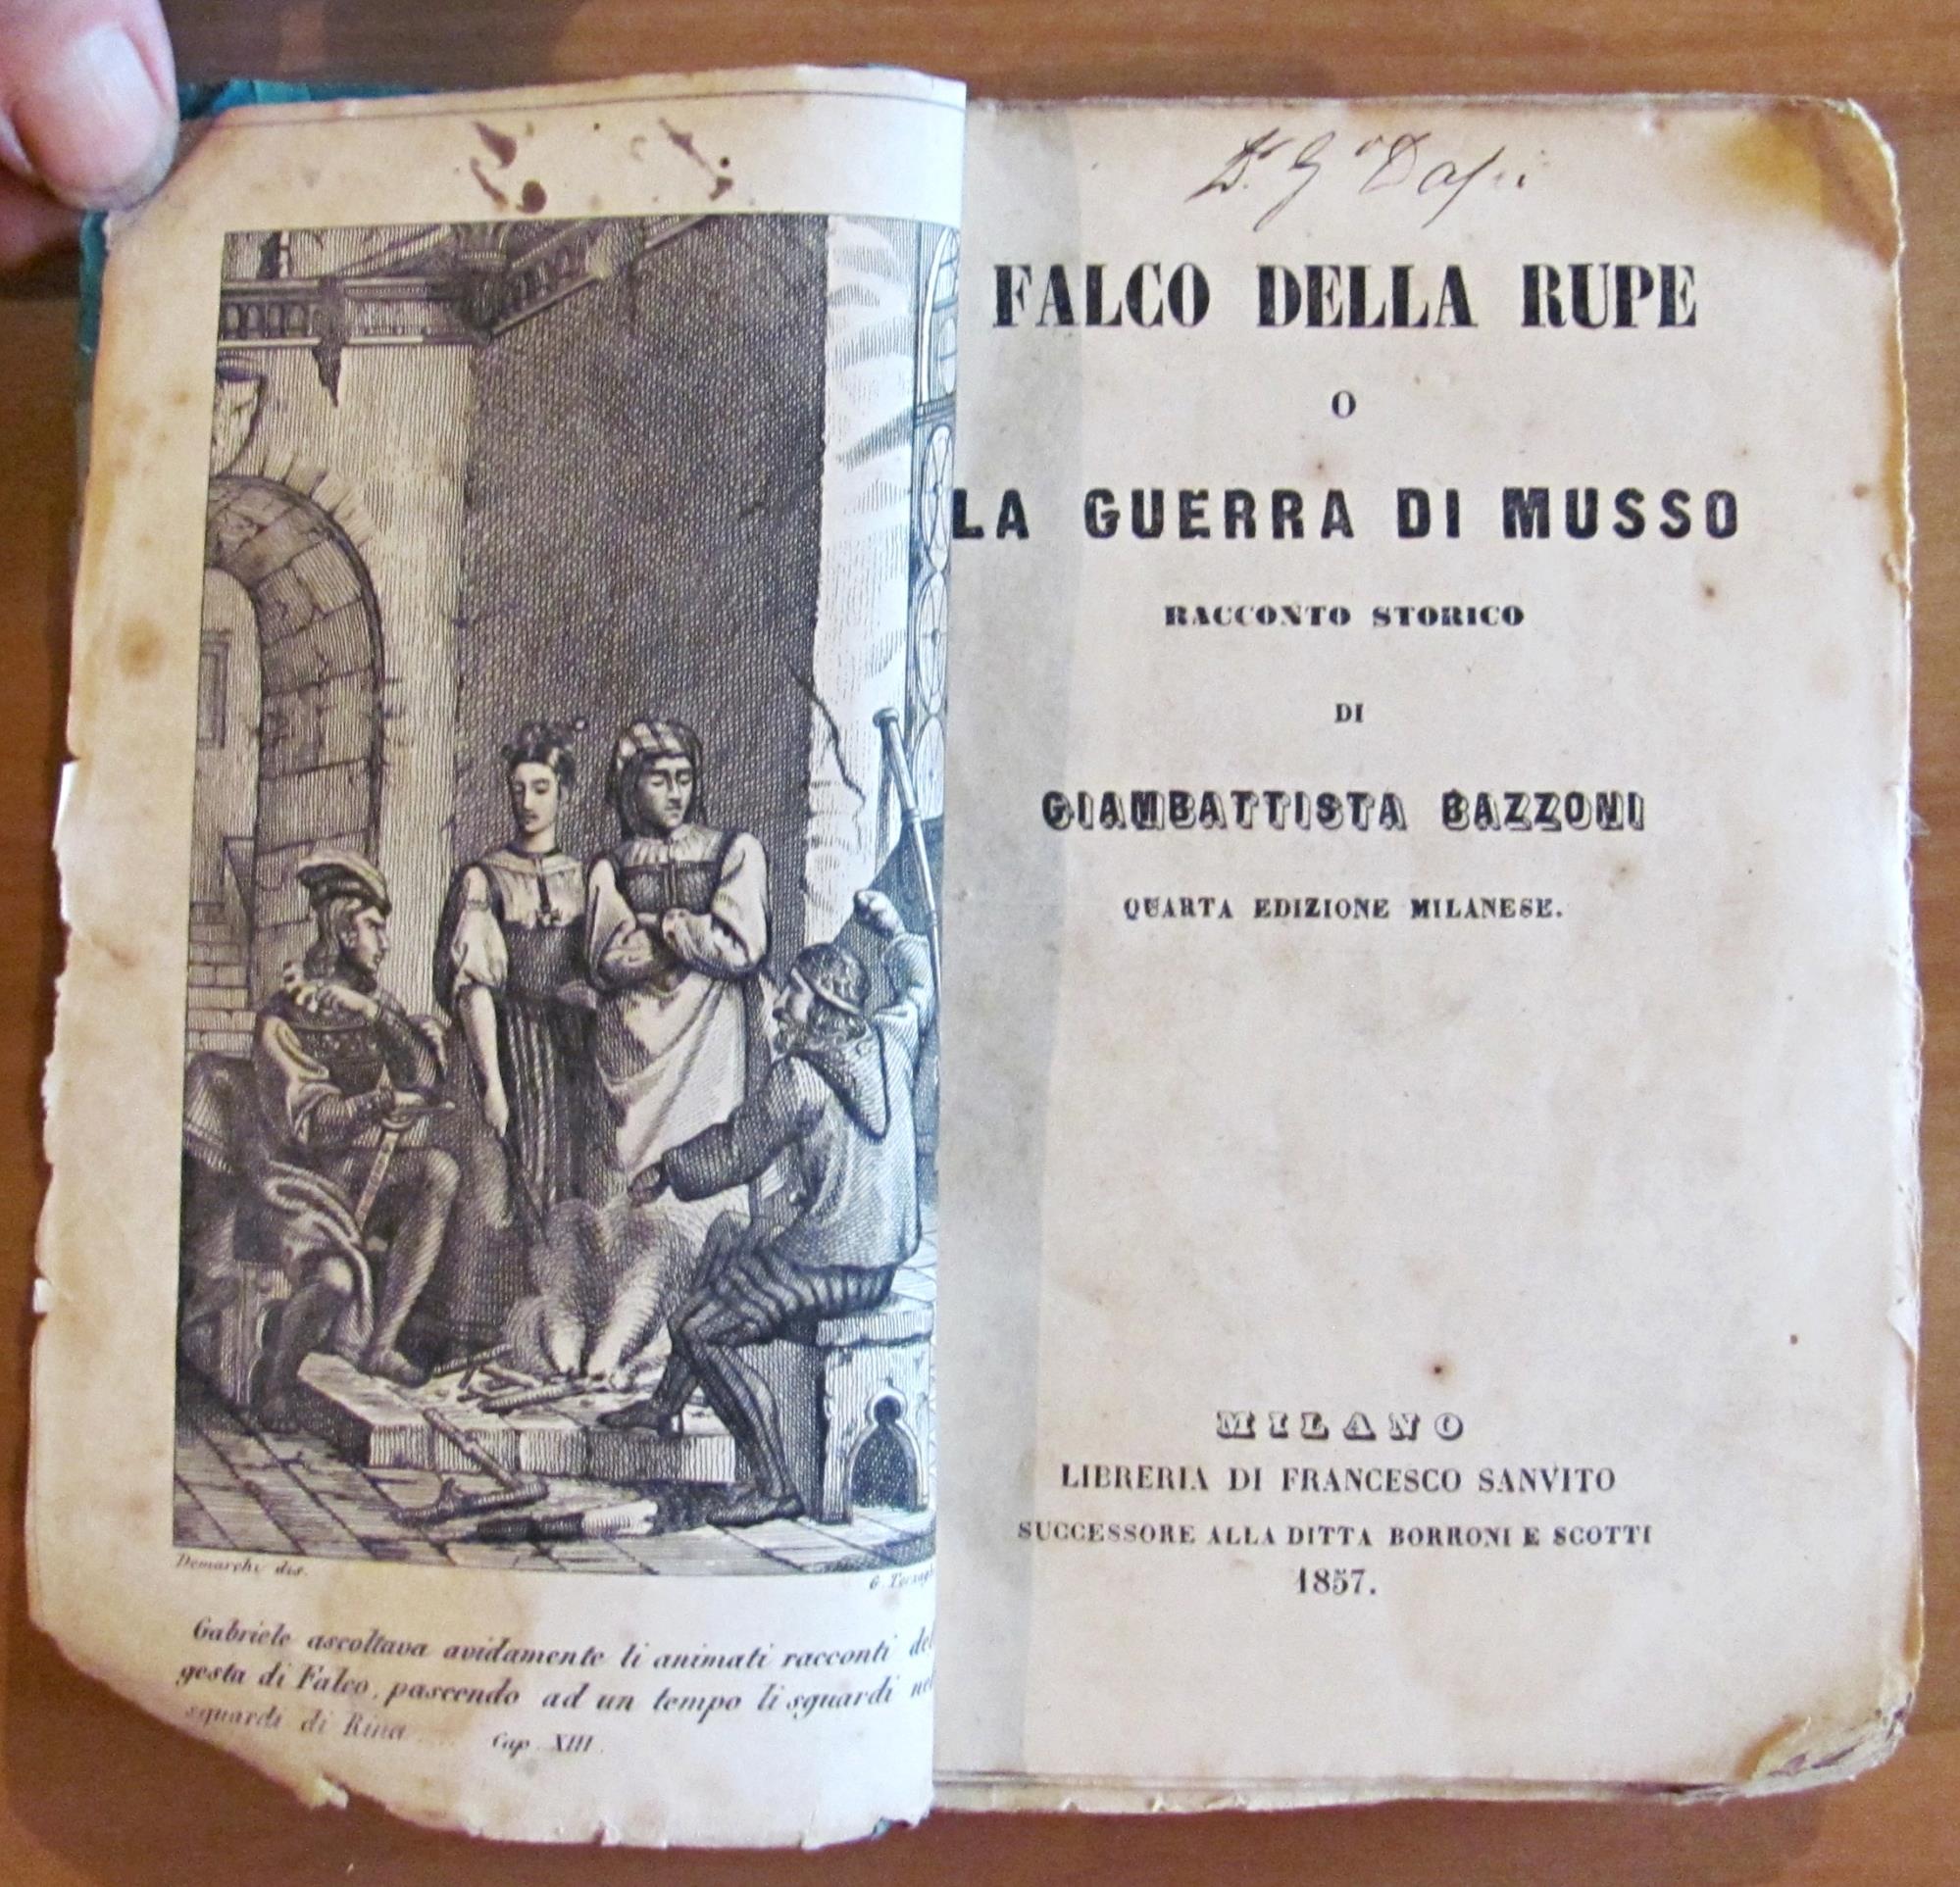 Demarchi dis.
Gabriele ascoltava avidamente li animati racconti
gesta di Falco, pascendo ad un tempo li sguardi
sguardi di Rina
Cap. XIII.
FALCO DELLA RUPE
O
LA GUERRA DI MUSSO
RACCONTO STORICO
DI
GIAMBATTISTA BAZZONI
QUARTA EDIZIONE MILANESE.
MILANO
LIBRERIA DI FRANCESCO SANVITO
SUCCESSORE ALLA DITTA BORRONI E SCOTTI
1857.